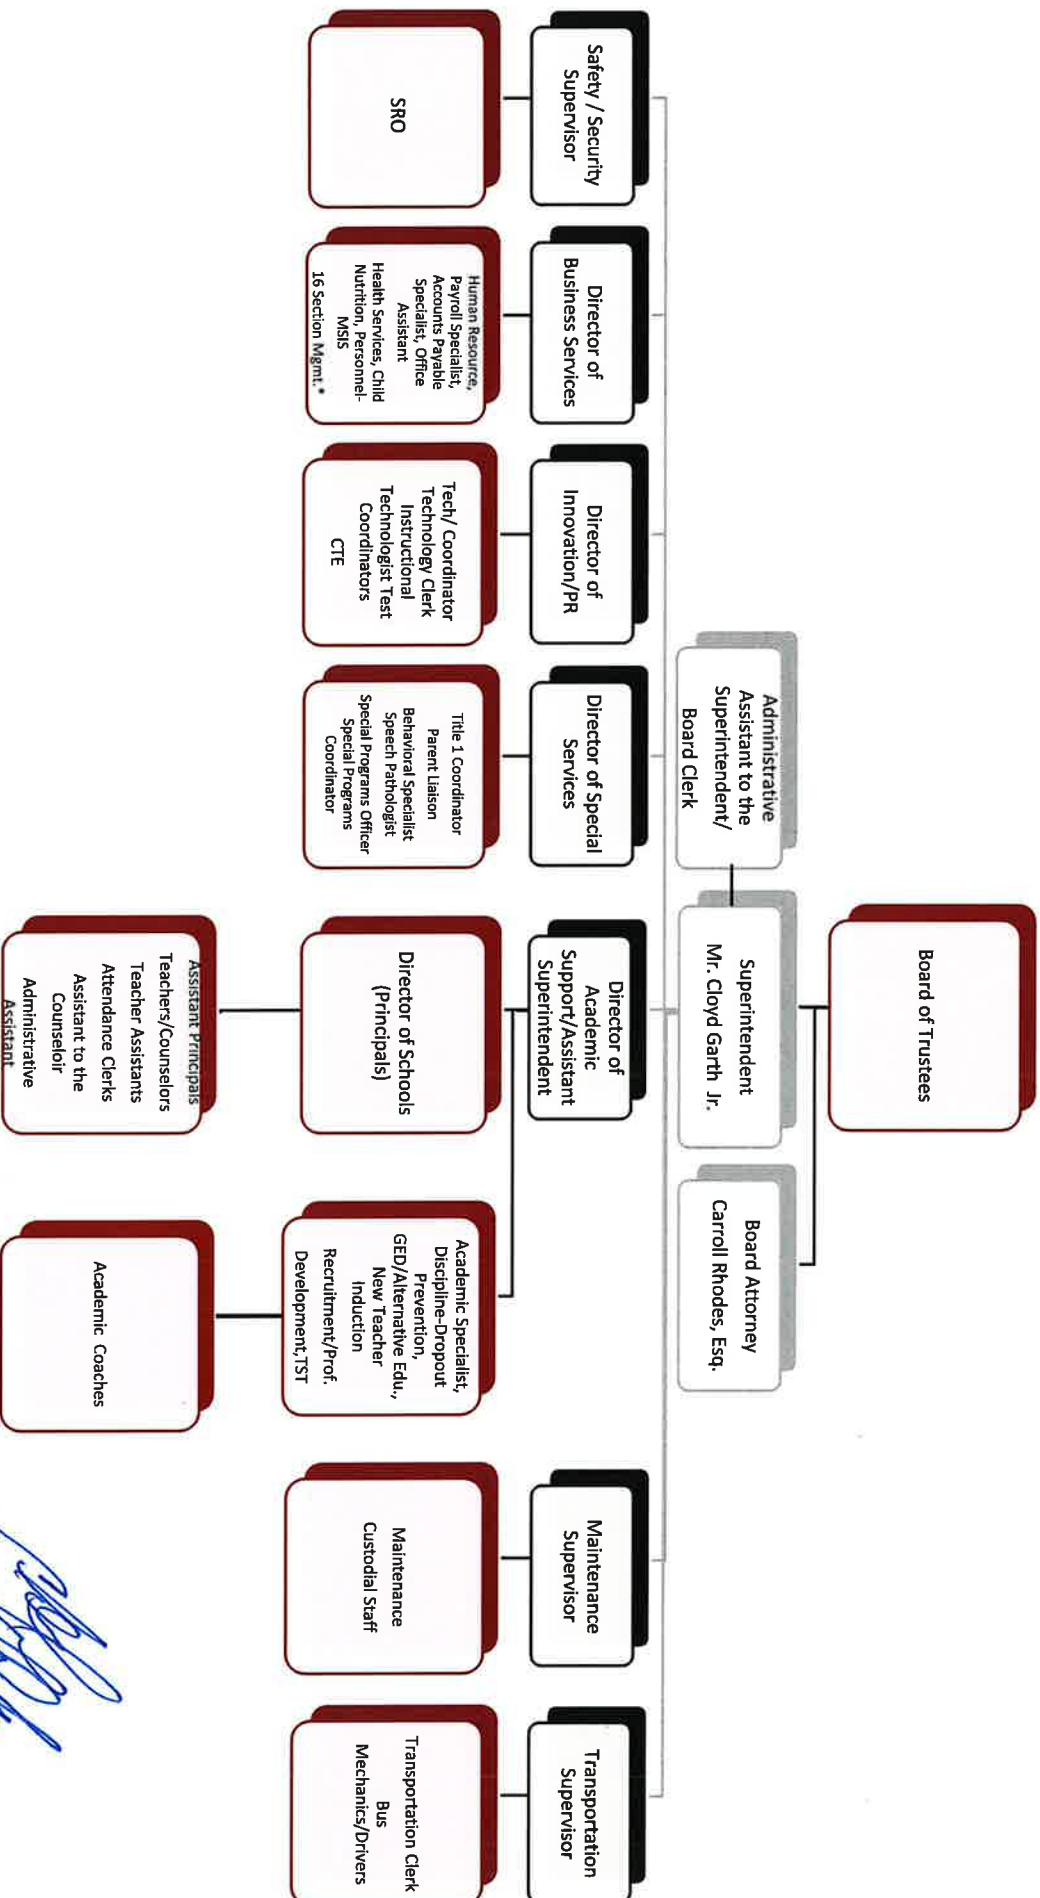 Board of Trustees
Administrative
Assistant to the
Superintendent/
Board Clerk
Superintendent
Mr. Cloyd Garth Jr.
Board Attorney
Carroll Rhodes, Esq.
Safety / Security
Supervisor
Director of
Business Services
Director of
Innovation/PR
Director of Special
Services
Director of
Academic
Support/Assistant
Superintendent
Maintenance
Supervisor
Transportation
Supervisor
SRO
Human Resource,
Payroll Specialist,
Accounts Payable
Specialist, Office
Assistant
Health Services, Child
Nutrition, Personnel-
MSIS
16 Section Mgmt.*
Tech/ Coordinator
Technology Clerk
Instructional
Technologist Test
Coordinators
CTE
Title 1 Coordinator
Parent Liaison
Behavioral Specialist
Speech Pathologist
Special Programs Officer
Special Programs
Coordinator
Director of Schools
(Principals)
Academic Specialist,
Discipline-Dropout
Prevention,
GED/Alternative Edu.,
New Teacher
Induction
Recruitment/Prof.
Development,TST
Maintenance
Custodial Staff
Transportation Clerk
Bus
Mechanics/Drivers
Assistant Principals
Teachers/Counselors
Teacher Assistants
Attendance Clerks
Assistant to the
Counseloir
Administrative
Assistant
Academic Coaches